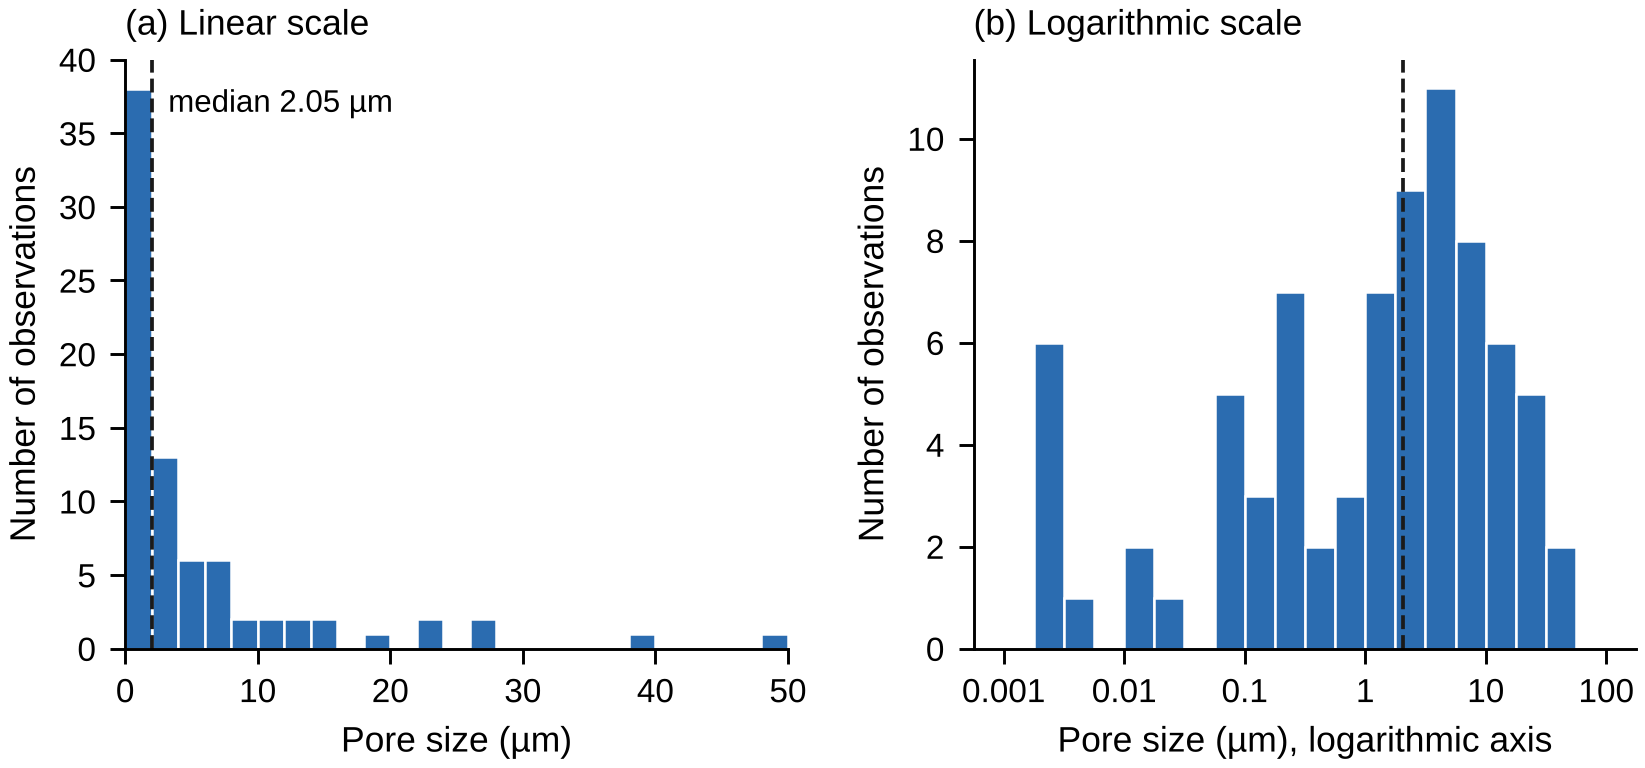 (a) Linear scale
40
35
30
25
20
15
10
5
0
Number of observations
median 2.05 µm
0 10 20 30 40 50
Pore size (µm)
(b) Logarithmic scale
10
8
6
4
2
0
Number of observations
0.001 0.01 0.1 1 10 100
Pore size (µm), logarithmic axis